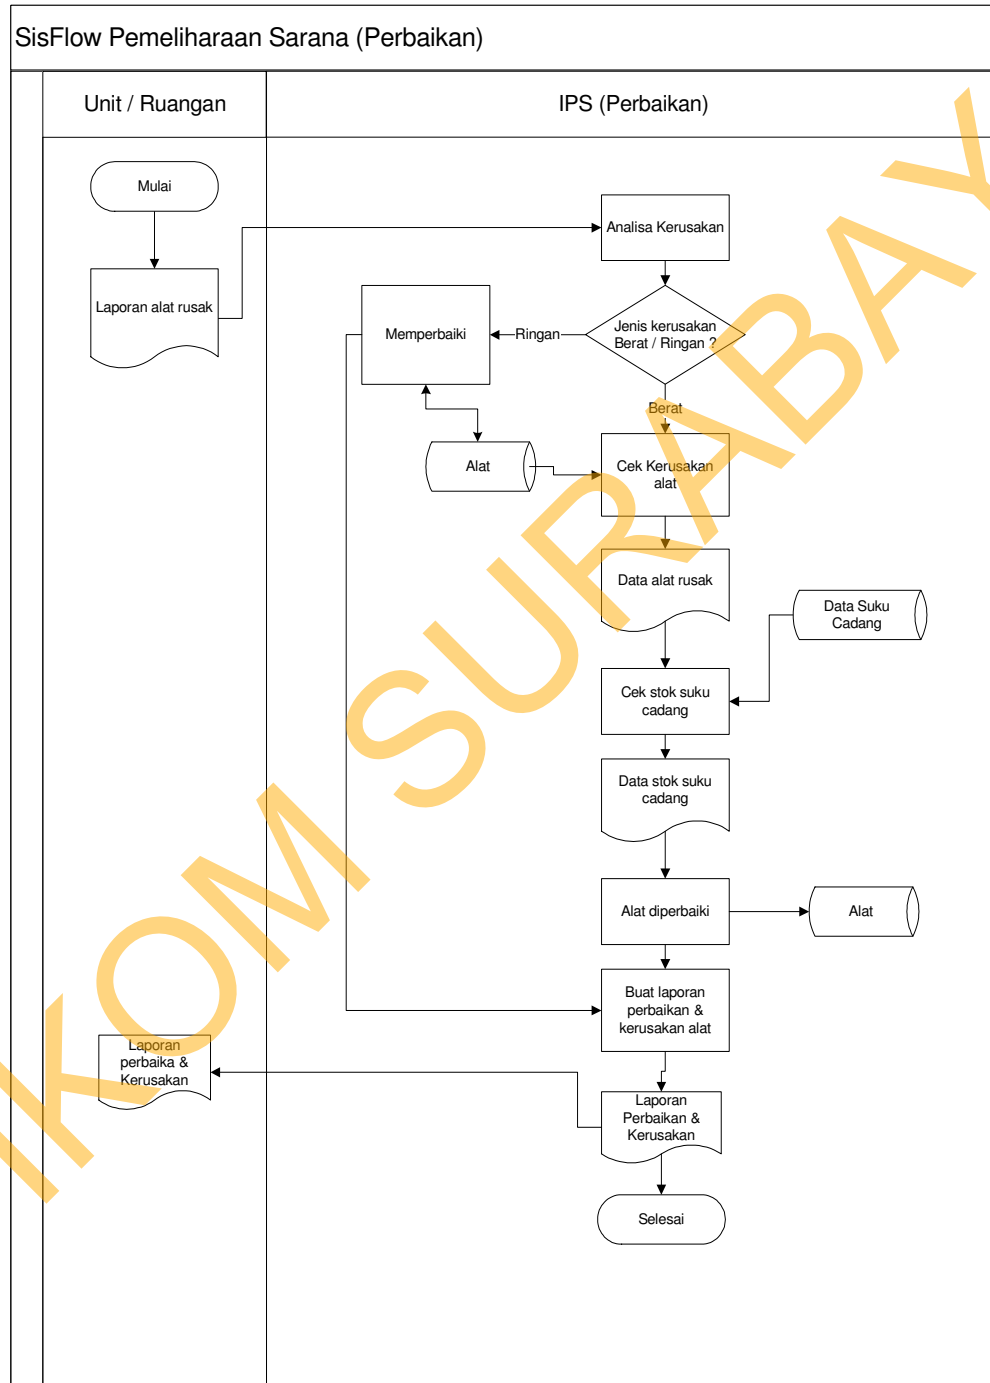 SisFlow Pemeliharaan Sarana (Perbaikan)
Unit / Ruangan
IPS (Perbaikan)
Mulai
Analisa Kerusakan
Laporan alat rusak
Memperbaiki
Ringan
Jenis kerusakan
Berat / Ringan ?
Berat
Alat
Cek Kerusakan
alat
Data alat rusak
Data Suku
Cadang
Cek stok suku
cadang
Data stok suku
cadang
Alat diperbaiki
Alat
Buat laporan
perbaikan &
kerusakan alat
Laporan
perbaika &
Kerusakan
Laporan
Perbaikan &
Kerusakan
Selesai
IKOM SURABAY